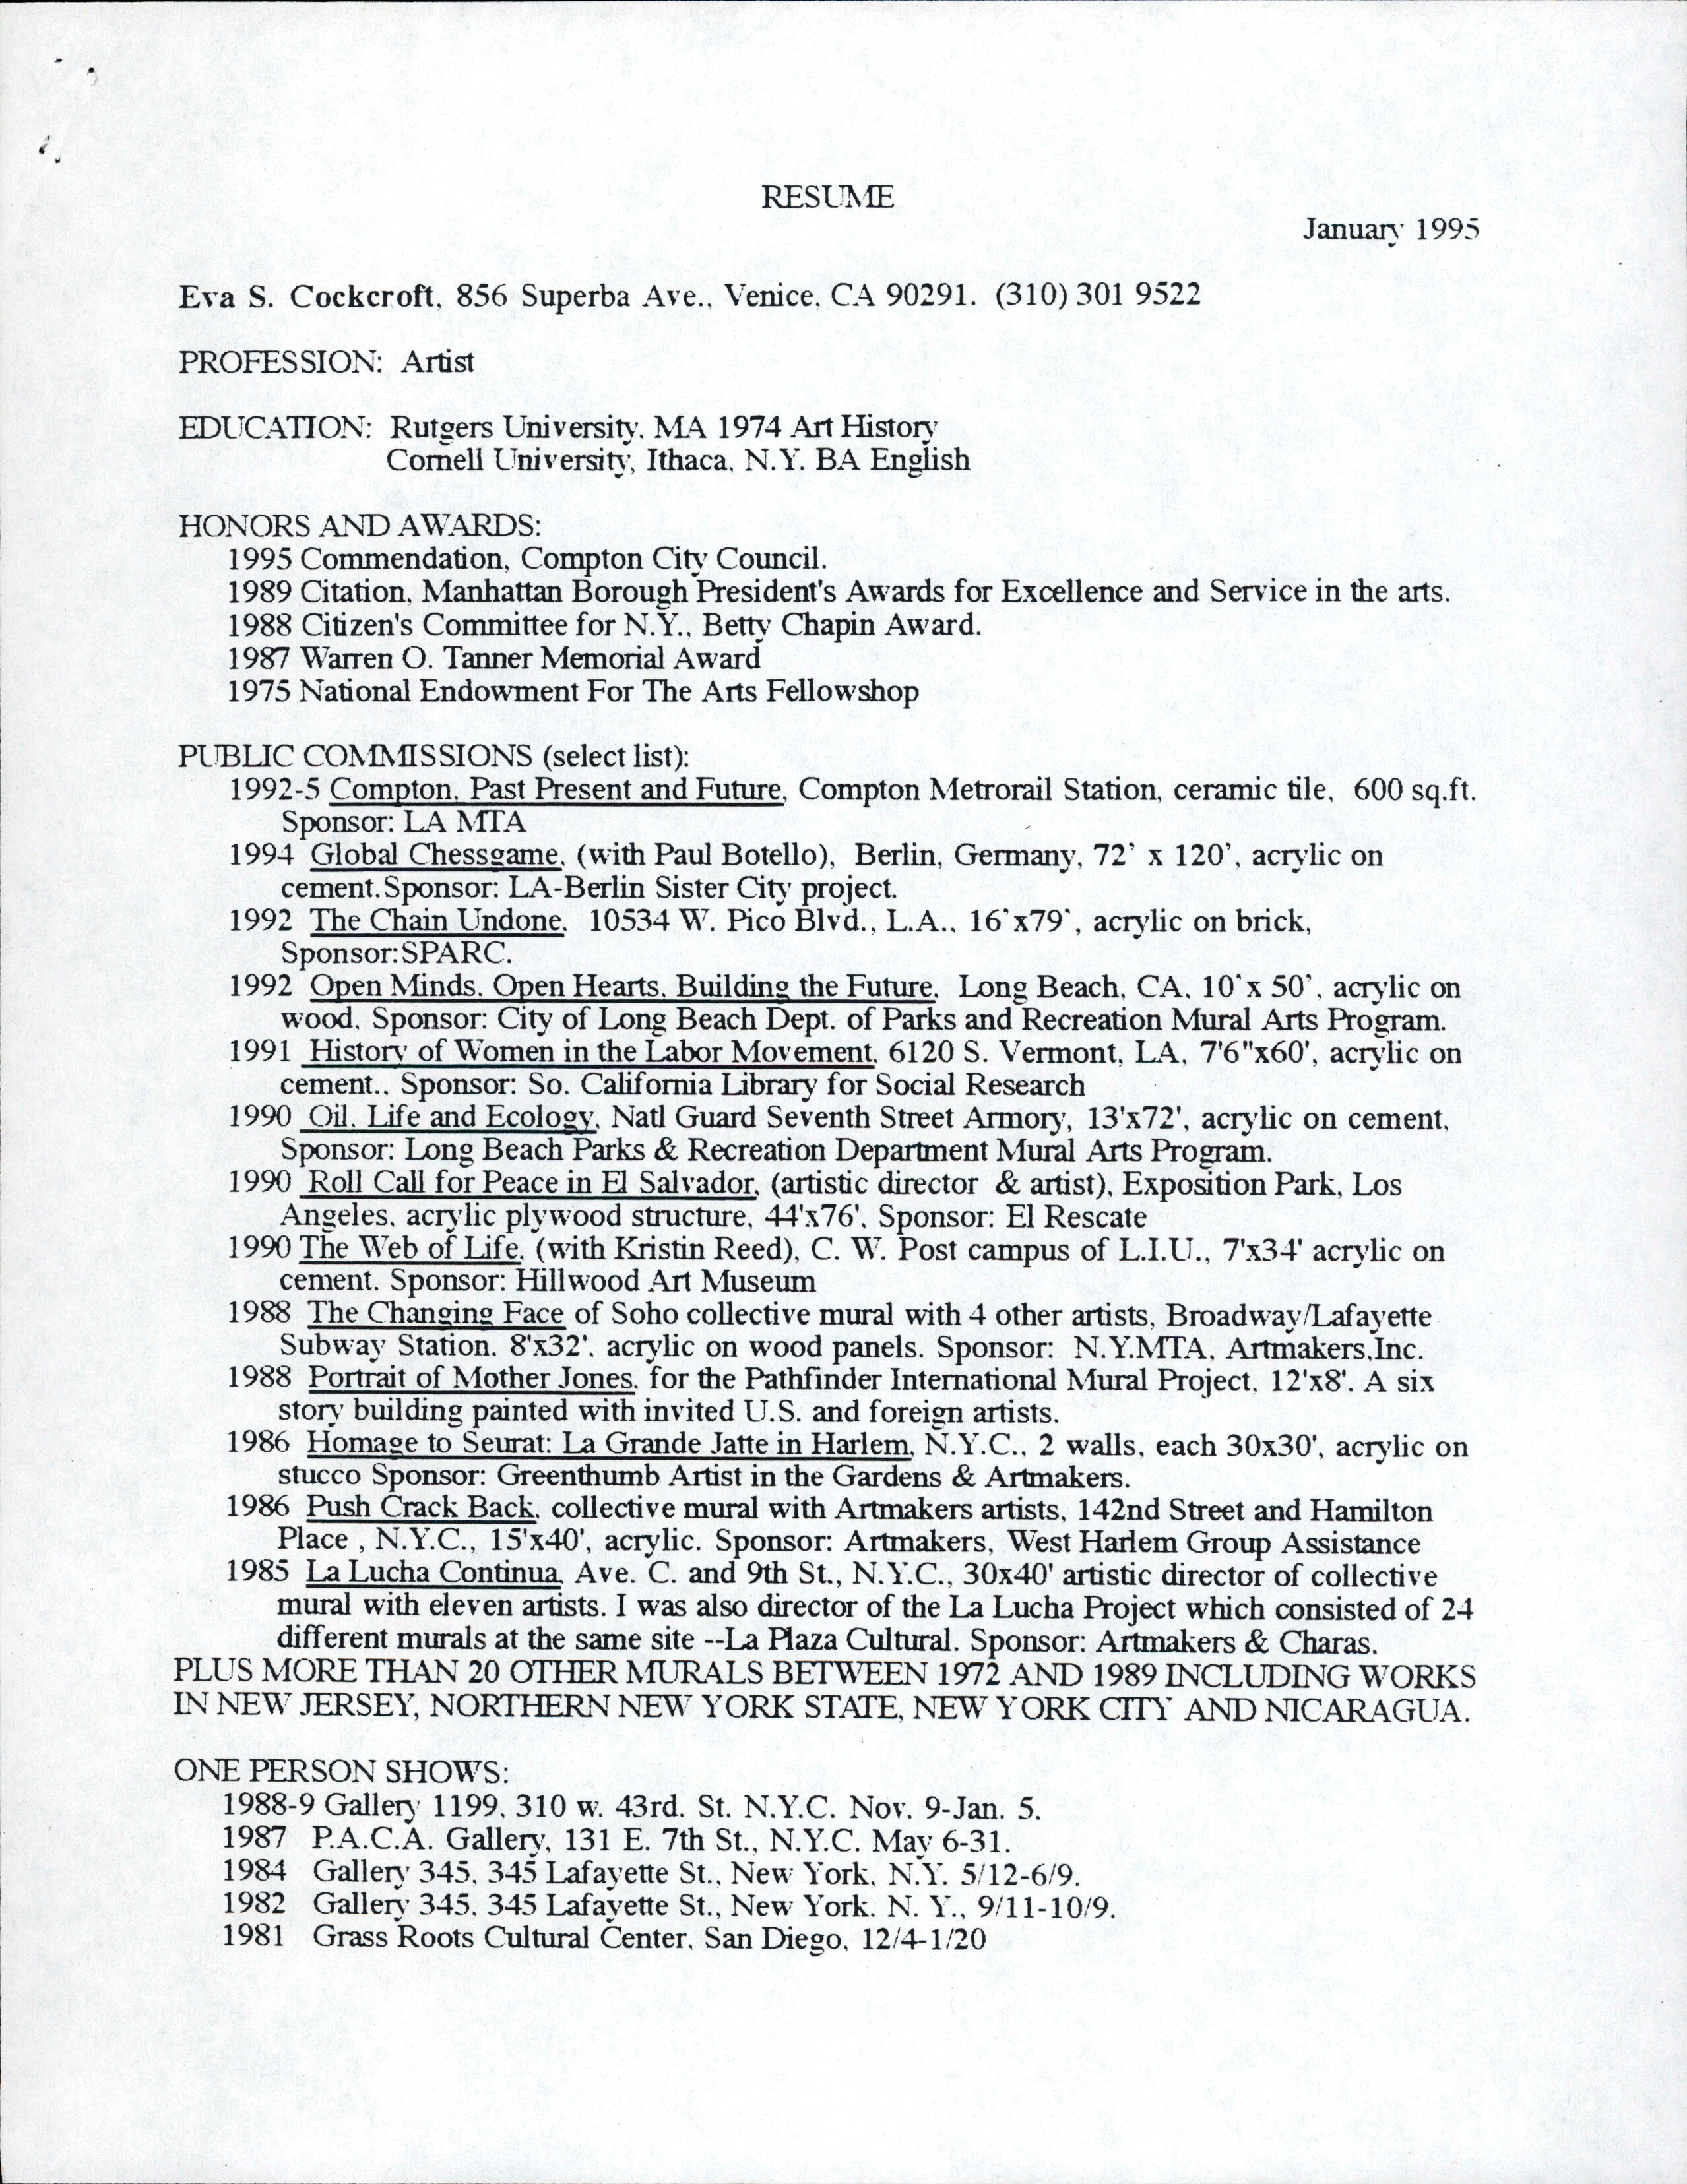 RESUME
January 1995
Eva S. Cockcroft, 856 Superba Ave., Venice, CA 90291. (310) 301 9522
PROFESSION: Artist
EDUCATION: Rutgers University, MA 1974 Art History
Cornell University, Ithaca, N.Y. BA English
HONORS AND AWARDS:
1995 Commendation, Compton City Council.
1989 Citation, Manhattan Borough President's Awards for Excellence and Service in the arts.
1988 Citizen's Committee for N.Y., Betty Chapin Award.
1987 Warren O. Tanner Memorial Award
1975 National Endowment For The Arts Fellowshop
PUBLIC COMMISSIONS (select list):
1992-5 Compton, Past Present and Future, Compton Metrorail Station, ceramic tile, 600 sq.ft.
Sponsor: LA MTA
1994 Global Chessgame, (with Paul Botello), Berlin, Germany, 72' x 120', acrylic on
cement.Sponsor: LA-Berlin Sister City project.
1992 The Chain Undone, 10534 W. Pico Blvd., L.A., 16'x79', acrylic on brick,
Sponsor:SPARC.
1992 Open Minds, Open Hearts, Building the Future, Long Beach, CA, 10'x 50', acrylic on
wood, Sponsor: City of Long Beach Dept. of Parks and Recreation Mural Arts Program.
1991 History of Women in the Labor Movement, 6120 S. Vermont, LA, 7'6"x60', acrylic on
cement., Sponsor: So. California Library for Social Research
1990 Oil, Life and Ecology, Natl Guard Seventh Street Armory, 13'x72', acrylic on cement,
Sponsor: Long Beach Parks & Recreation Department Mural Arts Program.
1990 Roll Call for Peace in El Salvador, (artistic director & artist), Exposition Park, Los
Angeles, acrylic plywood structure, 44'x76', Sponsor: El Rescate
1990 The Web of Life, (with Kristin Reed), C. W. Post campus of L.I.U., 7'x34' acrylic on
cement. Sponsor: Hillwood Art Museum
1988 The Changing Face of Soho collective mural with 4 other artists, Broadway/Lafayette
Subway Station. 8'x32', acrylic on wood panels. Sponsor: N.Y.MTA, Artmakers,Inc.
1988 Portrait of Mother Jones, for the Pathfinder International Mural Project, 12'x8'. A six
story building painted with invited U.S. and foreign artists.
1986 Homage to Seurat: La Grande Jatte in Harlem, N.Y.C., 2 walls, each 30x30', acrylic on
stucco Sponsor: Greenthumb Artist in the Gardens & Artmakers.
1986 Push Crack Back, collective mural with Artmakers artists, 142nd Street and Hamilton
Place , N.Y.C., 15'x40', acrylic. Sponsor: Artmakers, West Harlem Group Assistance
1985 La Lucha Continua, Ave. C. and 9th St., N.Y.C., 30x40' artistic director of collective
mural with eleven artists. I was also director of the La Lucha Project which consisted of 24
different murals at the same site --La Plaza Cultural. Sponsor: Artmakers & Charas.
PLUS MORE THAN 20 OTHER MURALS BETWEEN 1972 AND 1989 INCLUDING WORKS
IN NEW JERSEY, NORTHERN NEW YORK STATE, NEW YORK CITY AND NICARAGUA.
ONE PERSON SHOWS:
1988-9 Gallery 1199, 310 w. 43rd. St. N.Y.C. Nov. 9-Jan. 5.
1987 P.A.C.A. Gallery, 131 E. 7th St., N.Y.C. May 6-31.
1984 Gallery 345, 345 Lafayette St., New York, N.Y. 5/12-6/9.
1982 Gallery 345, 345 Lafayette St., New York. N. Y., 9/11-10/9.
1981 Grass Roots Cultural Center, San Diego, 12/4-1/20